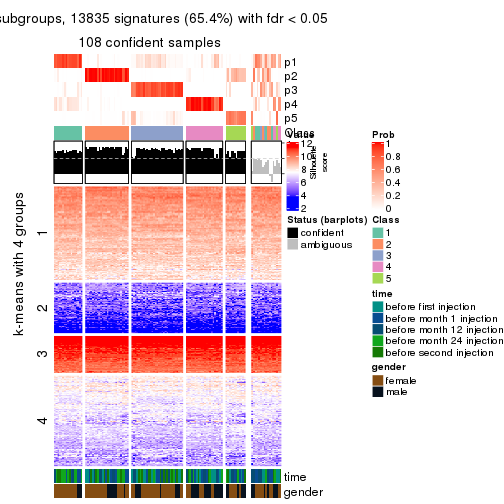 subgroups, 13835 signatures (65.4%) with fdr < 0.05
108 confident samples
p1
p2
p3
p4
p5
Class
Silhouette score
k-means with 4 groups
1
2
3
4
time
gender
Value
12
10
8
6
4
2
Status (barplots)
confident
ambiguous
Prob
1
0.8
0.6
0.4
0.2
0
Class
1
2
3
4
5
time
before first injection
before month 1 injection
before month 12 injection
before month 24 injection
before second injection
gender
female
male